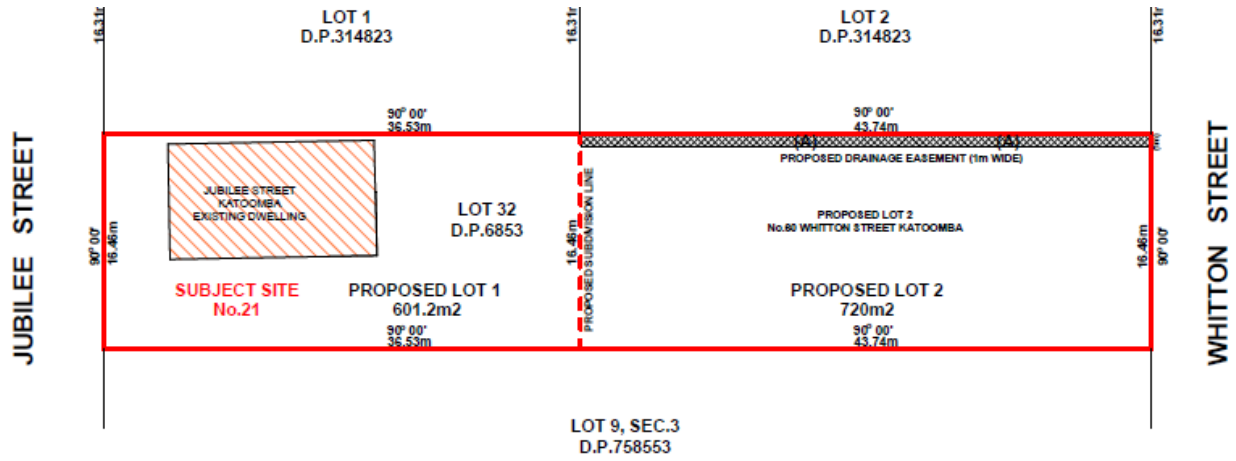 16.31r
LOT 1
D.P.314823
16.31r
LOT 2
D.P.314823
16.31r
JUBILEE STREET
90° 00'
36.53m
90° 00'
43.74m
(A)
(A)
PROPOSED DRAINAGE EASEMENT (1m WIDE)
JUBILEE STREET
KATOOMBA
EXISTING DWELLING
LOT 32
D.P.6853
PROPOSED LOT 2
No.60 WHITTON STREET KATOOMBA
90° 00'
16.46m
16.46m
PROPOSED SUBDIVISION LINE
16.46m
90° 00'
WHITTON STREET
SUBJECT SITE
No.21
PROPOSED LOT 1
601.2m2
PROPOSED LOT 2
720m2
90° 00'
36.53m
90° 00'
43.74m
LOT 9, SEC.3
D.P.758553